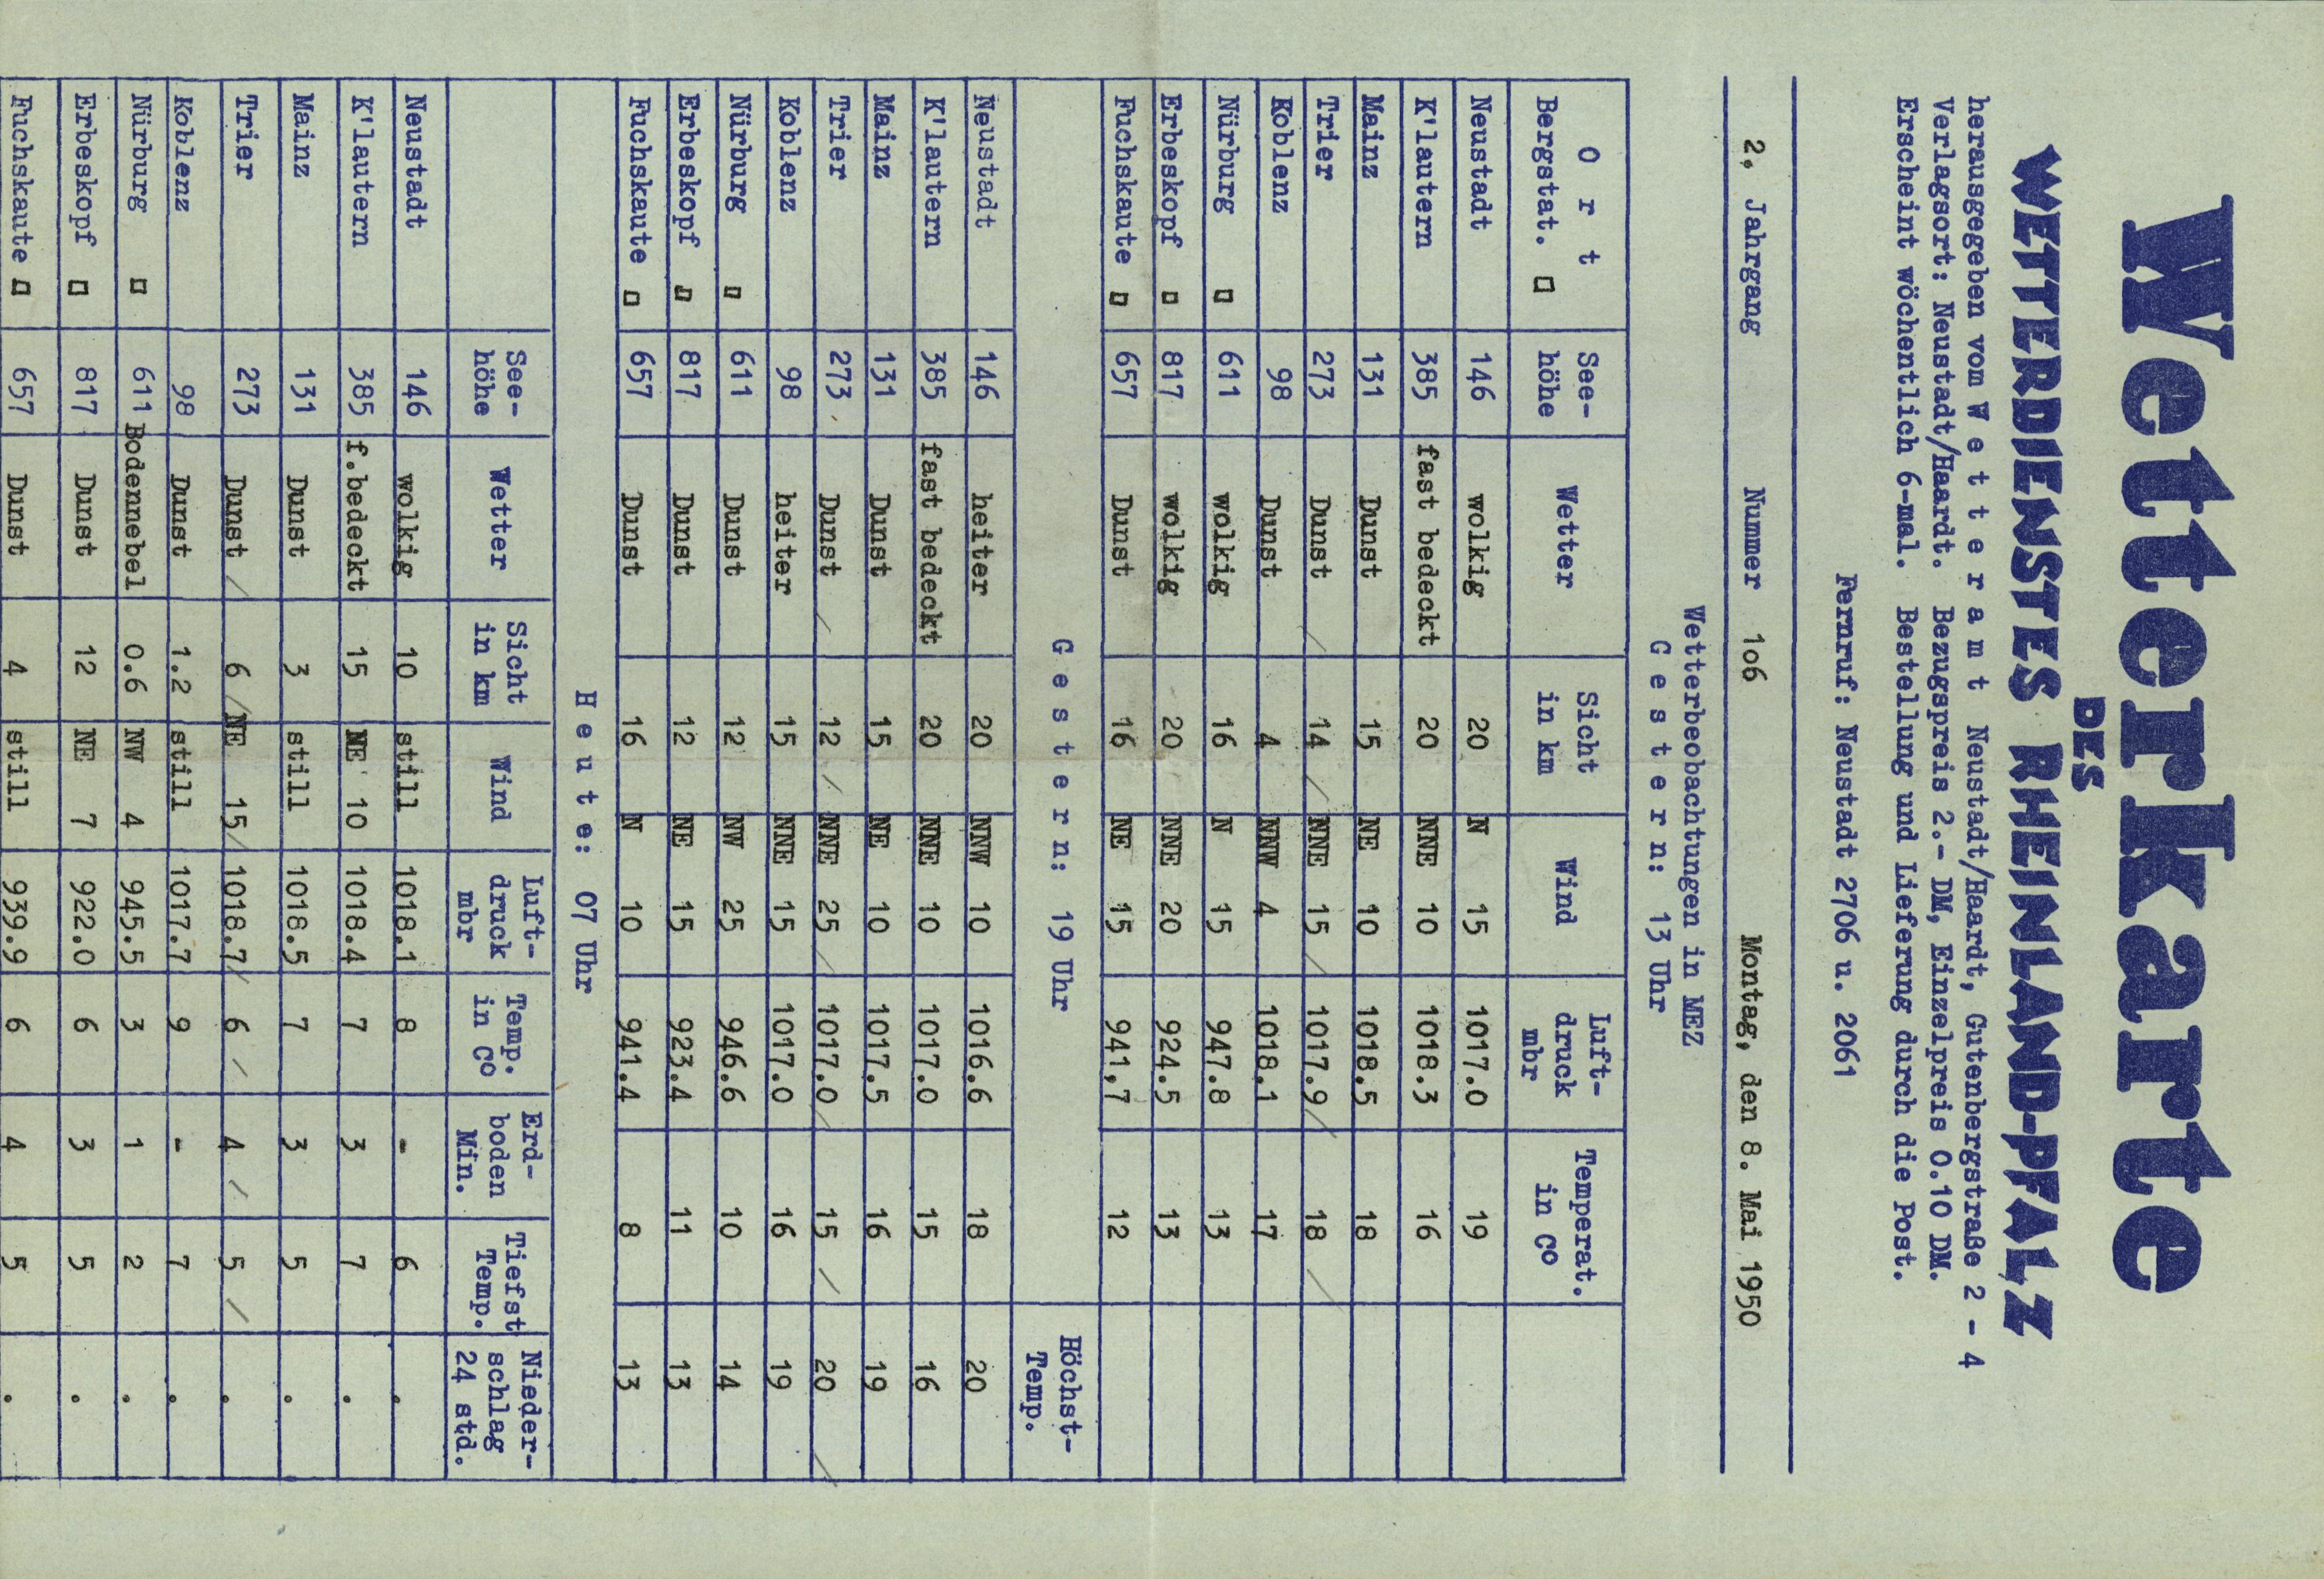 Wetterkarte
DES
WETTERDIENSTES RHEINLAND-PFALZ
herausgegeben vom W e t t e r a m t Neustadt/Haardt, Gutenbergstraße 2 - 4
Verlagsort: Neustadt/Haardt. Bezugspreis 2.- DM, Einzelpreis 0.10 DM.
Erscheint wöchentlich 6-mal. Bestellung und Lieferung durch die Post.
Fernruf: Neustadt 2706 u. 2061
2. Jahrgang Nummer 1o6 Montag, den 8. Mai 1950
Wetterbeobachtungen in MEZ
G e s t e r n: 13 Uhr
O r t See- Wetter Sicht Wind Luft- Temperat.
Bergstat. □ höhe in km druck in C°
mbr
Neustadt 146 wolkig 20 N 15 1017.0 19
K'lautern 385 fast bedeckt 20 NNE 10 1018.3 16
Mainz 131 Dunst 15 NE 10 1018.5 18
Trier 273 Dunst / 14 / NNE 15 / 1017.9 / 18 /
Koblenz 98 Dunst 4 NNW 4 1018.1 17
Nürburg □ 611 wolkig 16 N 15 947.8 13
Erbeskopf □ 817 wolkig 20 NNE 20 924.5 13
Fuchskaute □ 657 Dunst 16 NE 15 941,7 12
G e s t e r n: 19 Uhr Höchst-
Temp.
Neustadt 146 heiter 20 NNW 10 1016.6 18 20
K'lautern 385 fast bedeckt 20 NNE 10 1017.0 15 16
Mainz 131 Dunst 15 NE 10 1017.5 16 19
Trier 273 Dunst / 12 / NNE 25 / 1017.0 / 15 / 20 /
Koblenz 98 heiter 15 NNE 15 1017.0 16 19
Nürburg □ 611 Dunst 12 NW 25 946.6 10 14
Erbeskopf □ 817 Dunst 12 NE 15 923.4 11 13
Fuchskaute □ 657 Dunst 16 N 10 941.4 8 13
H e u t e: 07 Uhr
See- Wetter Sicht Wind Luft- Temp. Erd- Tiefst Nieder-
höhe in km druck in C° boden Temp. schlag
mbr Min. 24 std.
Neustadt 146 wolkig 10 still 1018.1 8 - 6 .
K'lautern 385 f.bedeckt 15 NE 10 1018.4 7 3 7 .
Mainz 131 Dunst 3 still 1018.5 7 3 5 .
Trier 273 Dunst / 6 / NE 15 / 1018.7 / 6 / 4 / 5 / .
Koblenz 98 Dunst 1.2 still 1017.7 9 - 7 .
Nürburg □ 611 Bodennebel 0.6 NW 4 945.5 3 1 2 .
Erbeskopf □ 817 Dunst 12 NE 7 922.0 6 3 5 .
Fuchskaute □ 657 Dunst 4 still 939.9 6 4 5 .